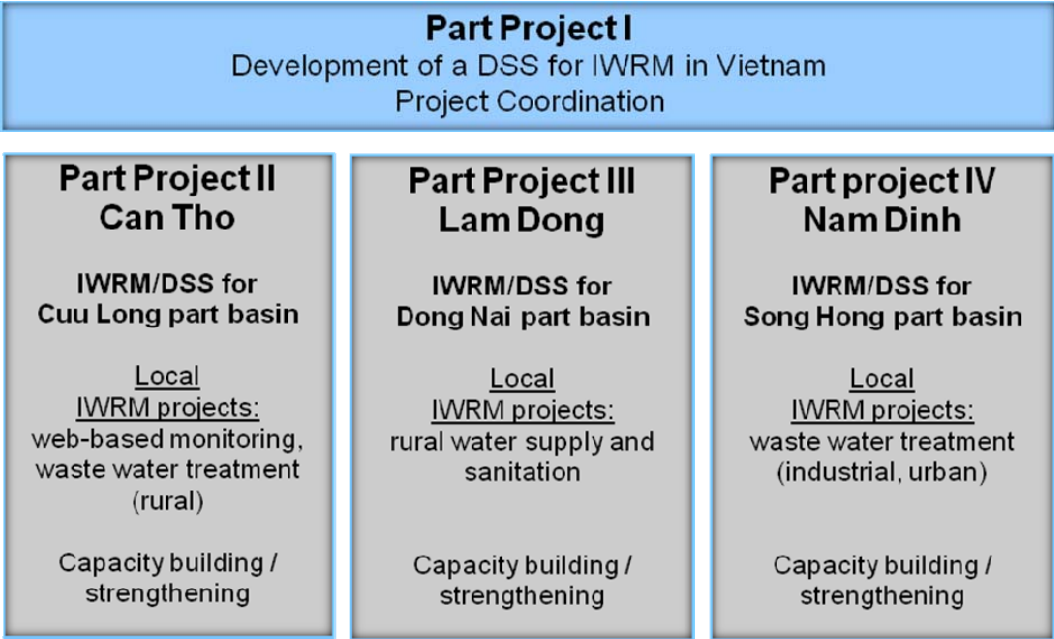 Part Project I
Development of a DSS for IWRM in Vietnam
Project Coordination
Part Project II
Can Tho
IWRM/DSS for
Cuu Long part basin
Local
IWRM projects:
web-based monitoring,
waste water treatment
(rural)
Capacity building /
strengthening
Part Project III
Lam Dong
IWRM/DSS for
Dong Nai part basin
Local
IWRM projects:
rural water supply and
sanitation
Capacity building /
strengthening
Part project IV
Nam Dinh
IWRM/DSS for
Song Hong part basin
Local
IWRM projects:
waste water treatment
(industrial, urban)
Capacity building /
strengthening